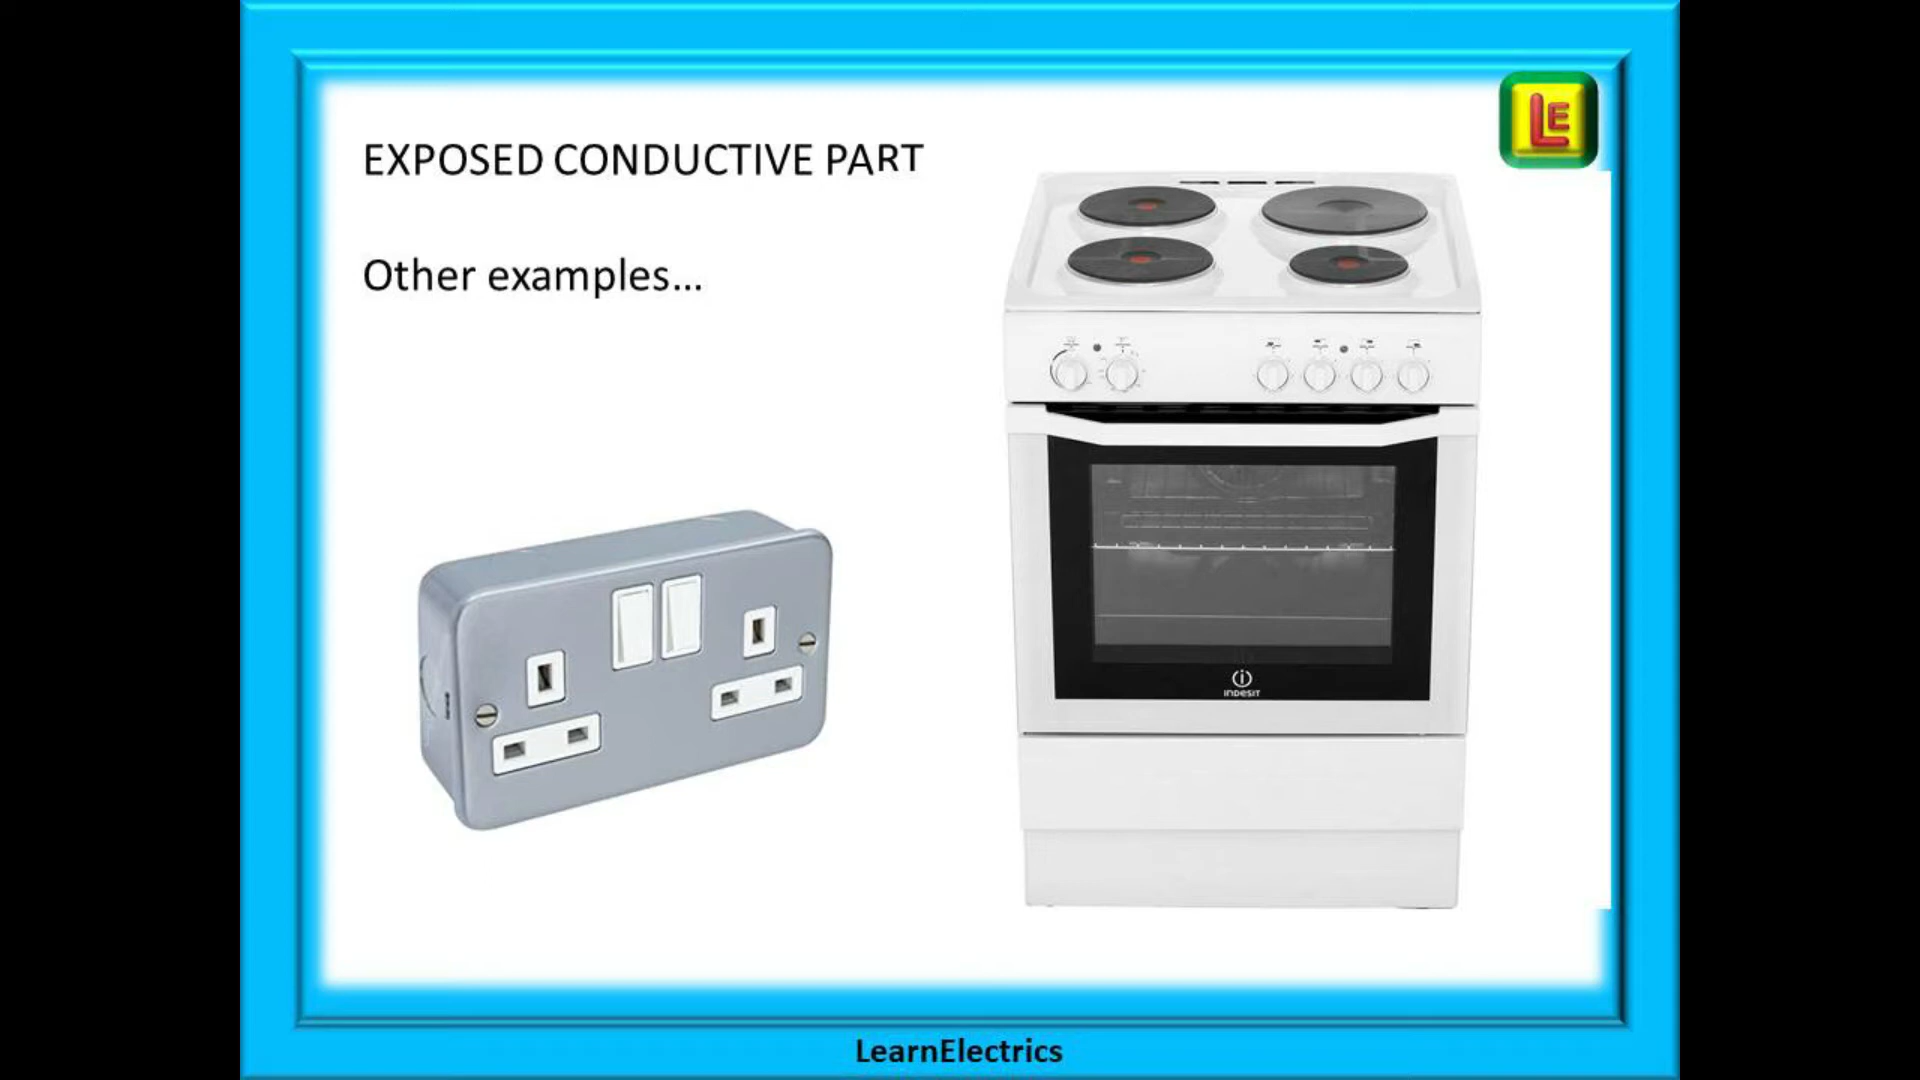 LE
EXPOSED CONDUCTIVE PART
Other examples...
INDESIT
LearnElectrics